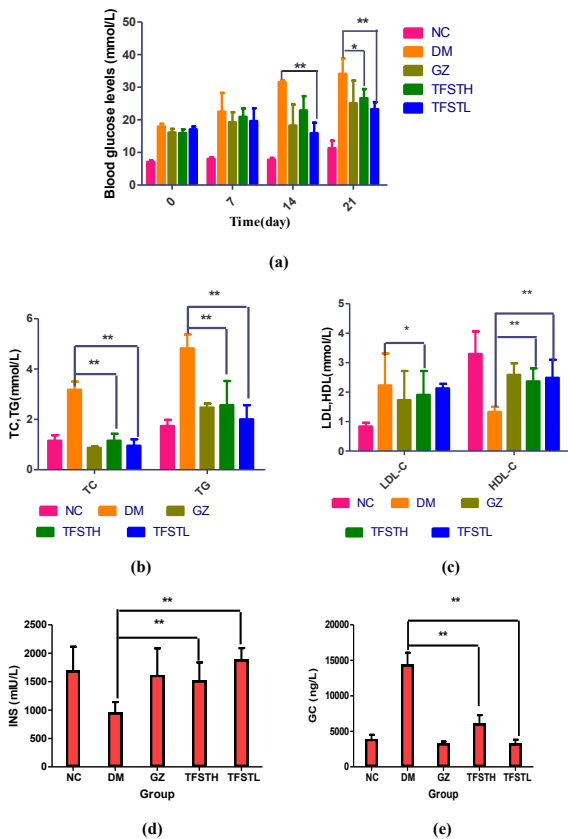 Blood glucose levels (mmol/L)
50
40
30
20
10
0
**
**
*
NC
DM
GZ
TFSTH
TFSTL
0
7
14
21
Time(day)
(a)
TC,TG(mmol/L)
6
4
2
0
**
**
**
**
TC
TG
NC
DM
GZ
TFSTH
TFSTL
(b)
LDL,HDL(mmol/L)
5
4
3
2
1
0
*
**
**
LDL-C
HDL-C
NC
DM
GZ
TFSTH
TFSTL
(c)
INS (mIU/L)
2500
2000
1500
1000
500
0
**
**
NC DM GZ TFSTH TFSTL
Group
(d)
GC (ng/L)
20000
15000
10000
5000
0
**
**
NC DM GZ TFSTH TFSTL
Group
(e)